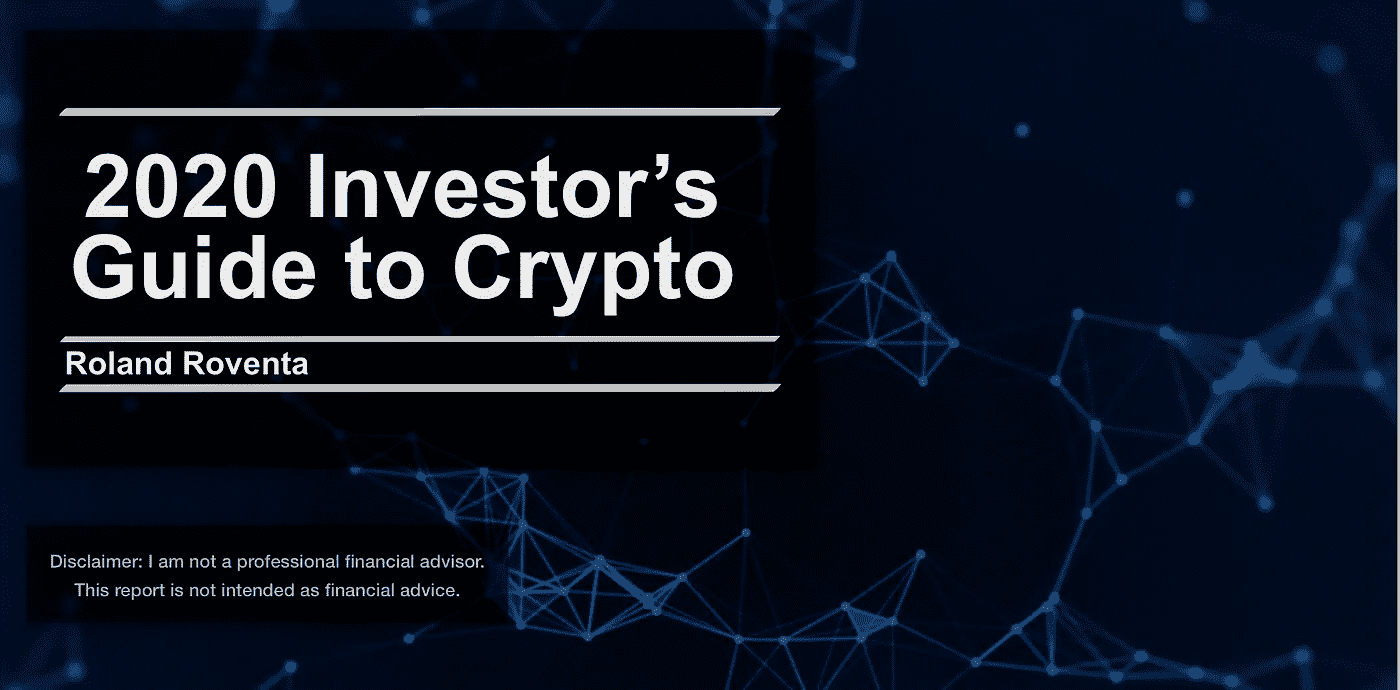 2020 Investor’s
Guide to Crypto
Roland Roventa
Disclaimer: I am not a professional financial advisor.
This report is not intended as financial advice.